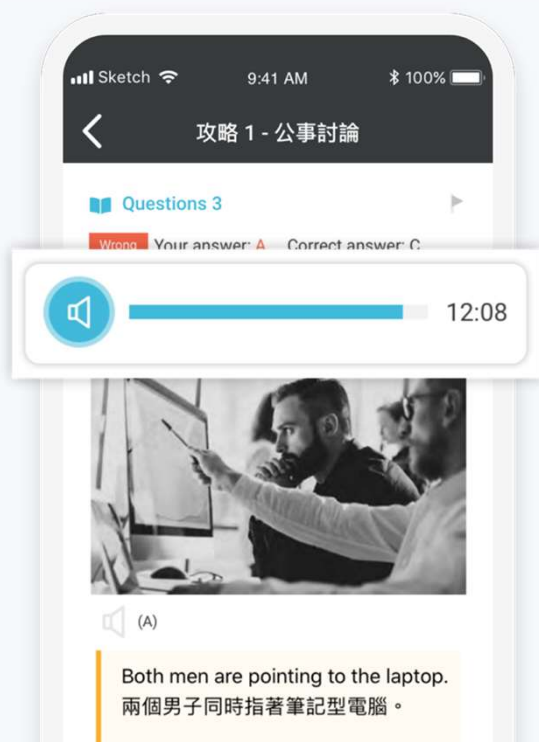 Sketch 9:41 AM 100%
攻略 1 - 公事討論
Questions 3
Wrong Your answer: A Correct answer: C
12:08
(A)
Both men are pointing to the laptop.
兩個男子同時指著筆記型電腦。